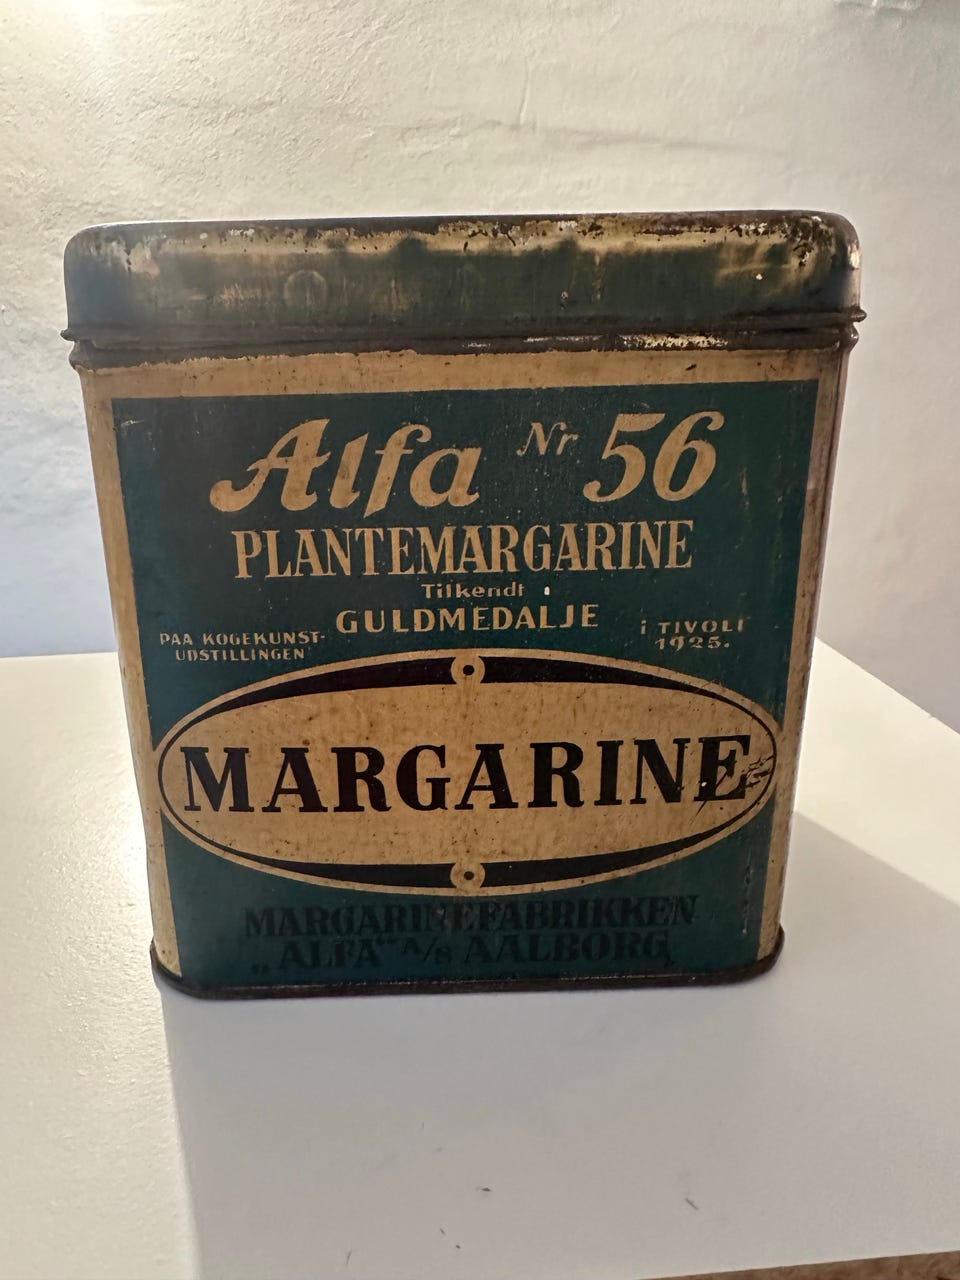 Alfa Nr 56
PLANTEMARGARINE
Tilkendt
GULDMEDALJE
PAA KOGEKUNST-
UDSTILLINGEN
i TIVOLI
1925.
MARGARINE
MARGARINEFABRIKKEN
„ALFA“ A/S AALBORG